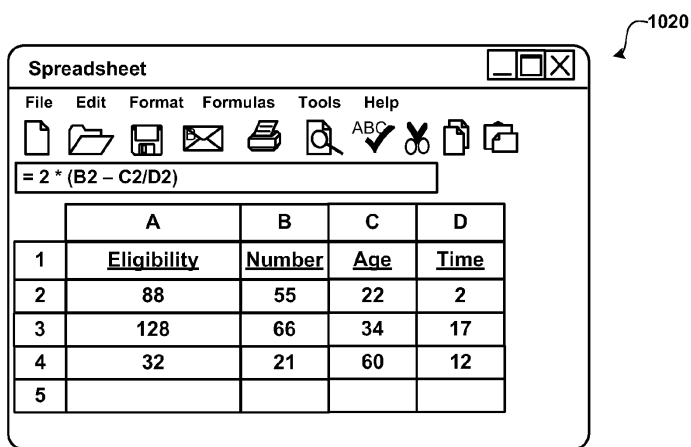 1020
Spreadsheet
File Edit Format Formulas Tools Help
B ABC
= 2 * (B2 – C2/D2)
A B C D
1 Eligibility Number Age Time
2 88 55 22 2
3 128 66 34 17
4 32 21 60 12
5